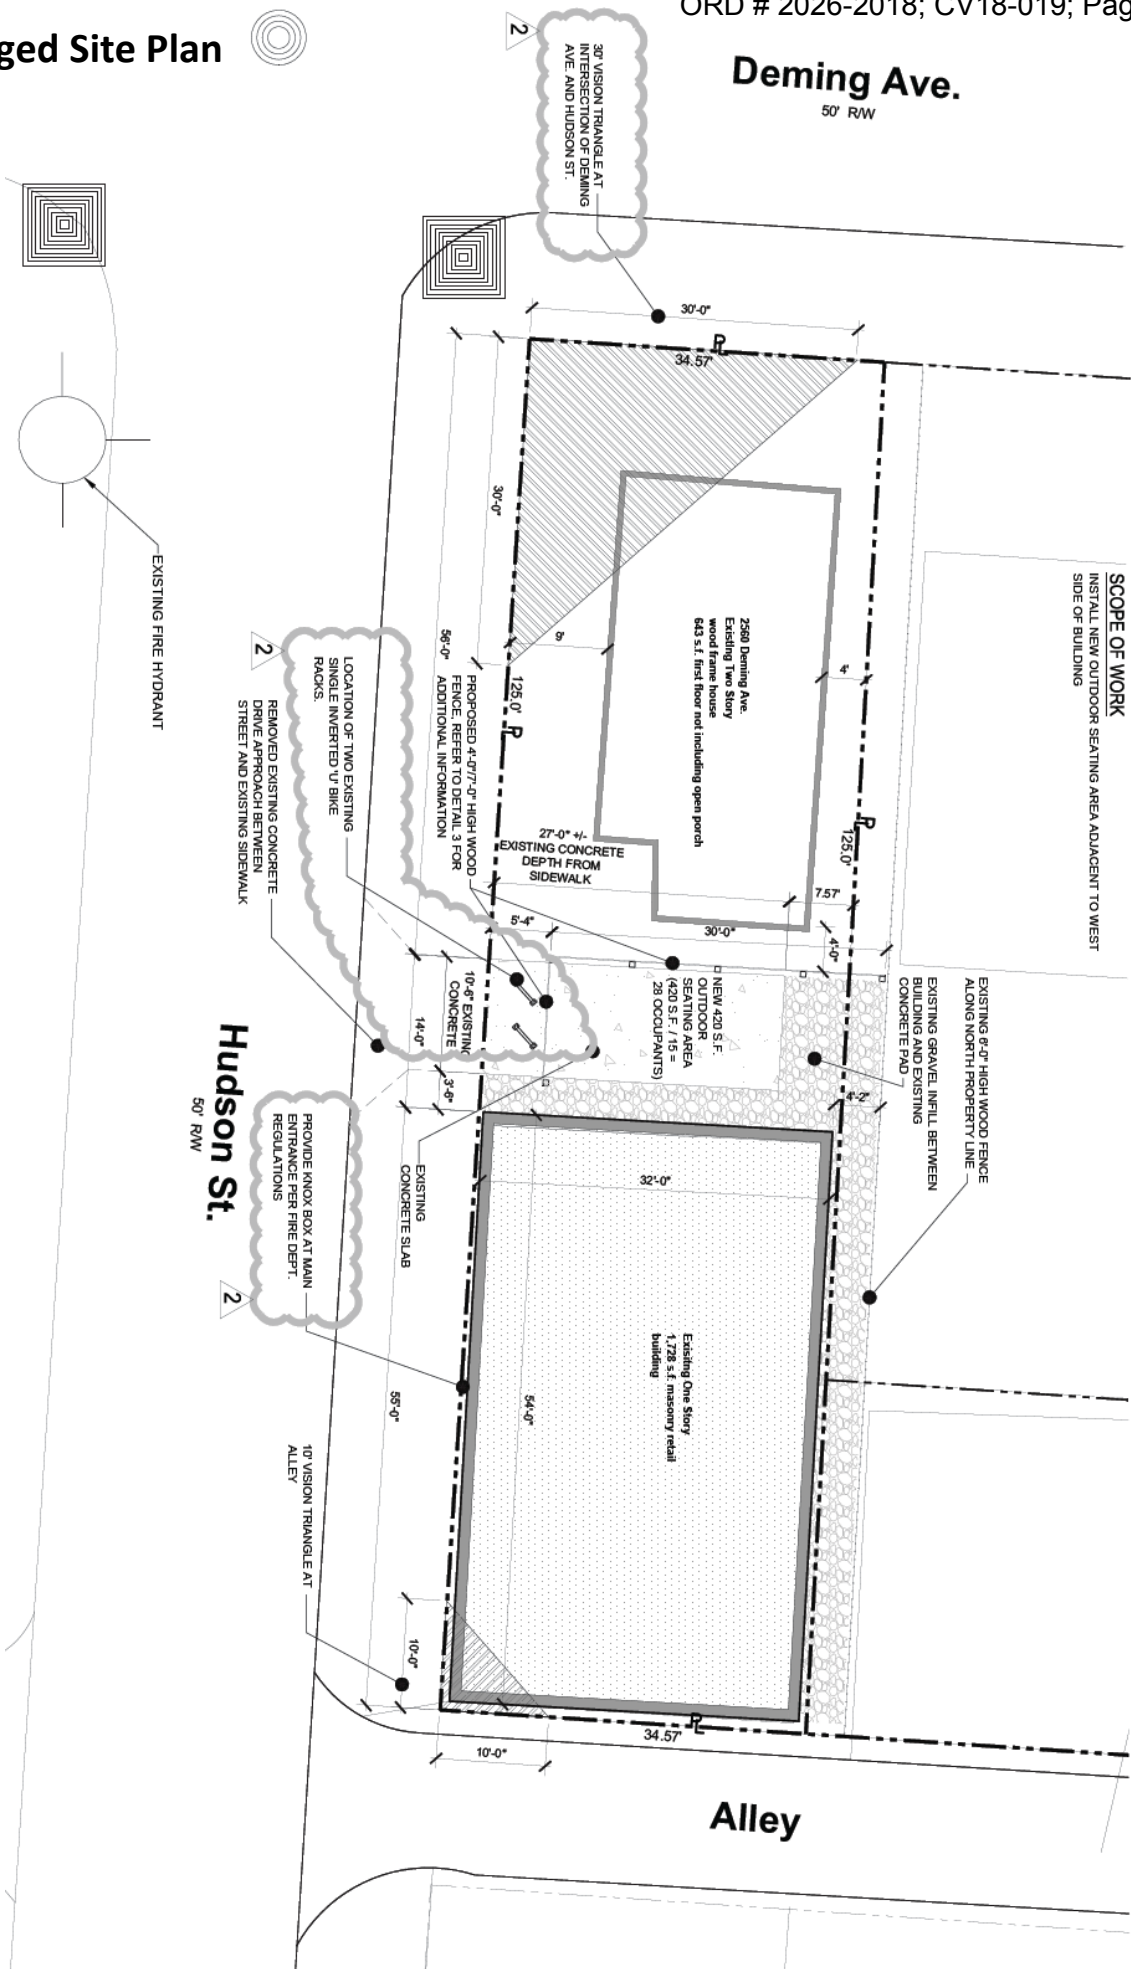 ORD # 2026-2018; CV18-019; Pag
ged Site Plan
Deming Ave.
50' R/W
2
30' VISION TRIANGLE AT
INTERSECTION OF DEMING
AVE. AND HUDSON ST.
30'-0"
34.57'
30'-0"
56'-0"
9'
4'
125.0'
125.0'
SCOPE OF WORK
INSTALL NEW OUTDOOR SEATING AREA ADJACENT TO WEST
SIDE OF BUILDING
2560 Deming Ave.
Existing Two Story
wood frame house
643 s.f. first floor not including open porch
EXISTING FIRE HYDRANT
2
LOCATION OF TWO EXISTING
SINGLE INVERTED 'U' BIKE
RACKS.
REMOVED EXISTING CONCRETE
DRIVE APPROACH BETWEEN
STREET AND EXISTING SIDEWALK
PROPOSED 4'-0"/7'-0" HIGH WOOD
FENCE, REFER TO DETAIL 3 FOR
ADDITIONAL INFORMATION
27'-0" +/-
EXISTING CONCRETE
DEPTH FROM
SIDEWALK
7.57'
5'-4"
30'-0"
4'-0"
10'-6" EXISTING
CONCRETE
14'-0"
3'-6"
NEW 420 S.F.
OUTDOOR
SEATING AREA
(420 S.F. / 15 =
28 OCCUPANTS)
EXISTING 6'-0" HIGH WOOD FENCE
ALONG NORTH PROPERTY LINE
EXISTING GRAVEL INFILL BETWEEN
BUILDING AND EXISTING
CONCRETE PAD
4'-2"
Hudson St.
50' R/W
PROVIDE KNOX BOX AT MAIN
ENTRANCE PER FIRE DEPT.
REGULATIONS
2
EXISTING
CONCRETE SLAB
32'-0"
Exisitng One Story
1,728 s.f. masonry retail
building
54'-0"
55'-0"
10' VISION TRIANGLE AT
ALLEY
10'-0"
10'-0"
34.57'
Alley